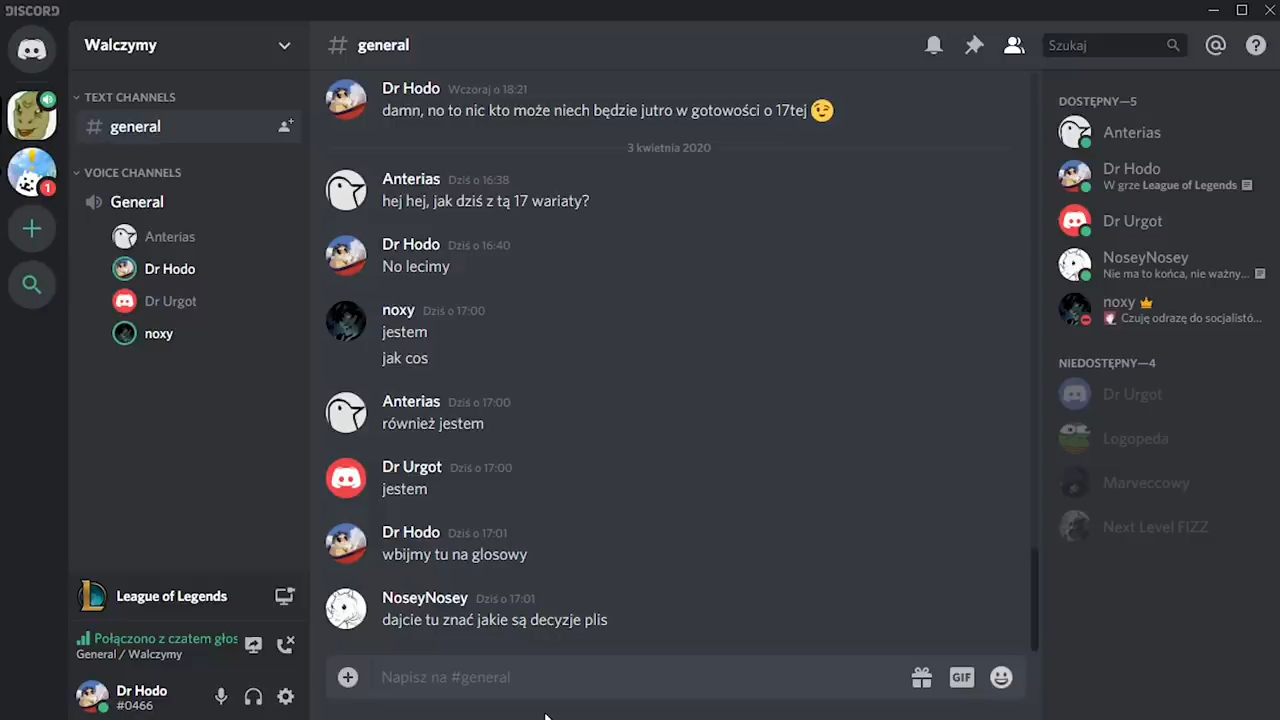 DISCORD
Walczymy
TEXT CHANNELS
general
VOICE CHANNELS
General
Anterias
Dr Hodo
Dr Urgot
noxy
League of Legends
Połączono z czatem głos
General / Walczymy
Dr Hodo
#0466
# general
Szukaj
Dr Hodo Wczoraj o 18:21
damn, no to nic kto może niech będzie jutro w gotowości o 17tej 😉
3 kwietnia 2020
Anterias Dziś o 16:38
hej hej, jak dziś z tą 17 wariaty?
Dr Hodo Dziś o 16:40
No lecimy
noxy Dziś o 17:00
jestem
jak cos
Anterias Dziś o 17:00
również jestem
Dr Urgot Dziś o 17:00
jestem
Dr Hodo Dziś o 17:01
wbijmy tu na glosowy
NoseyNosey Dziś o 17:01
dajcie tu znać jakie są decyzje plis
Napisz na #general
GIF
DOSTĘPNY—5
Anterias
Dr Hodo
W grze League of Legends
Dr Urgot
NoseyNosey
Nie ma to końca, nie ważny...
noxy
Czuję odrazę do socjalistó...
NIEDOSTĘPNY—4
Dr Urgot
Logopeda
Marveccowy
Next Level FIZZ
1